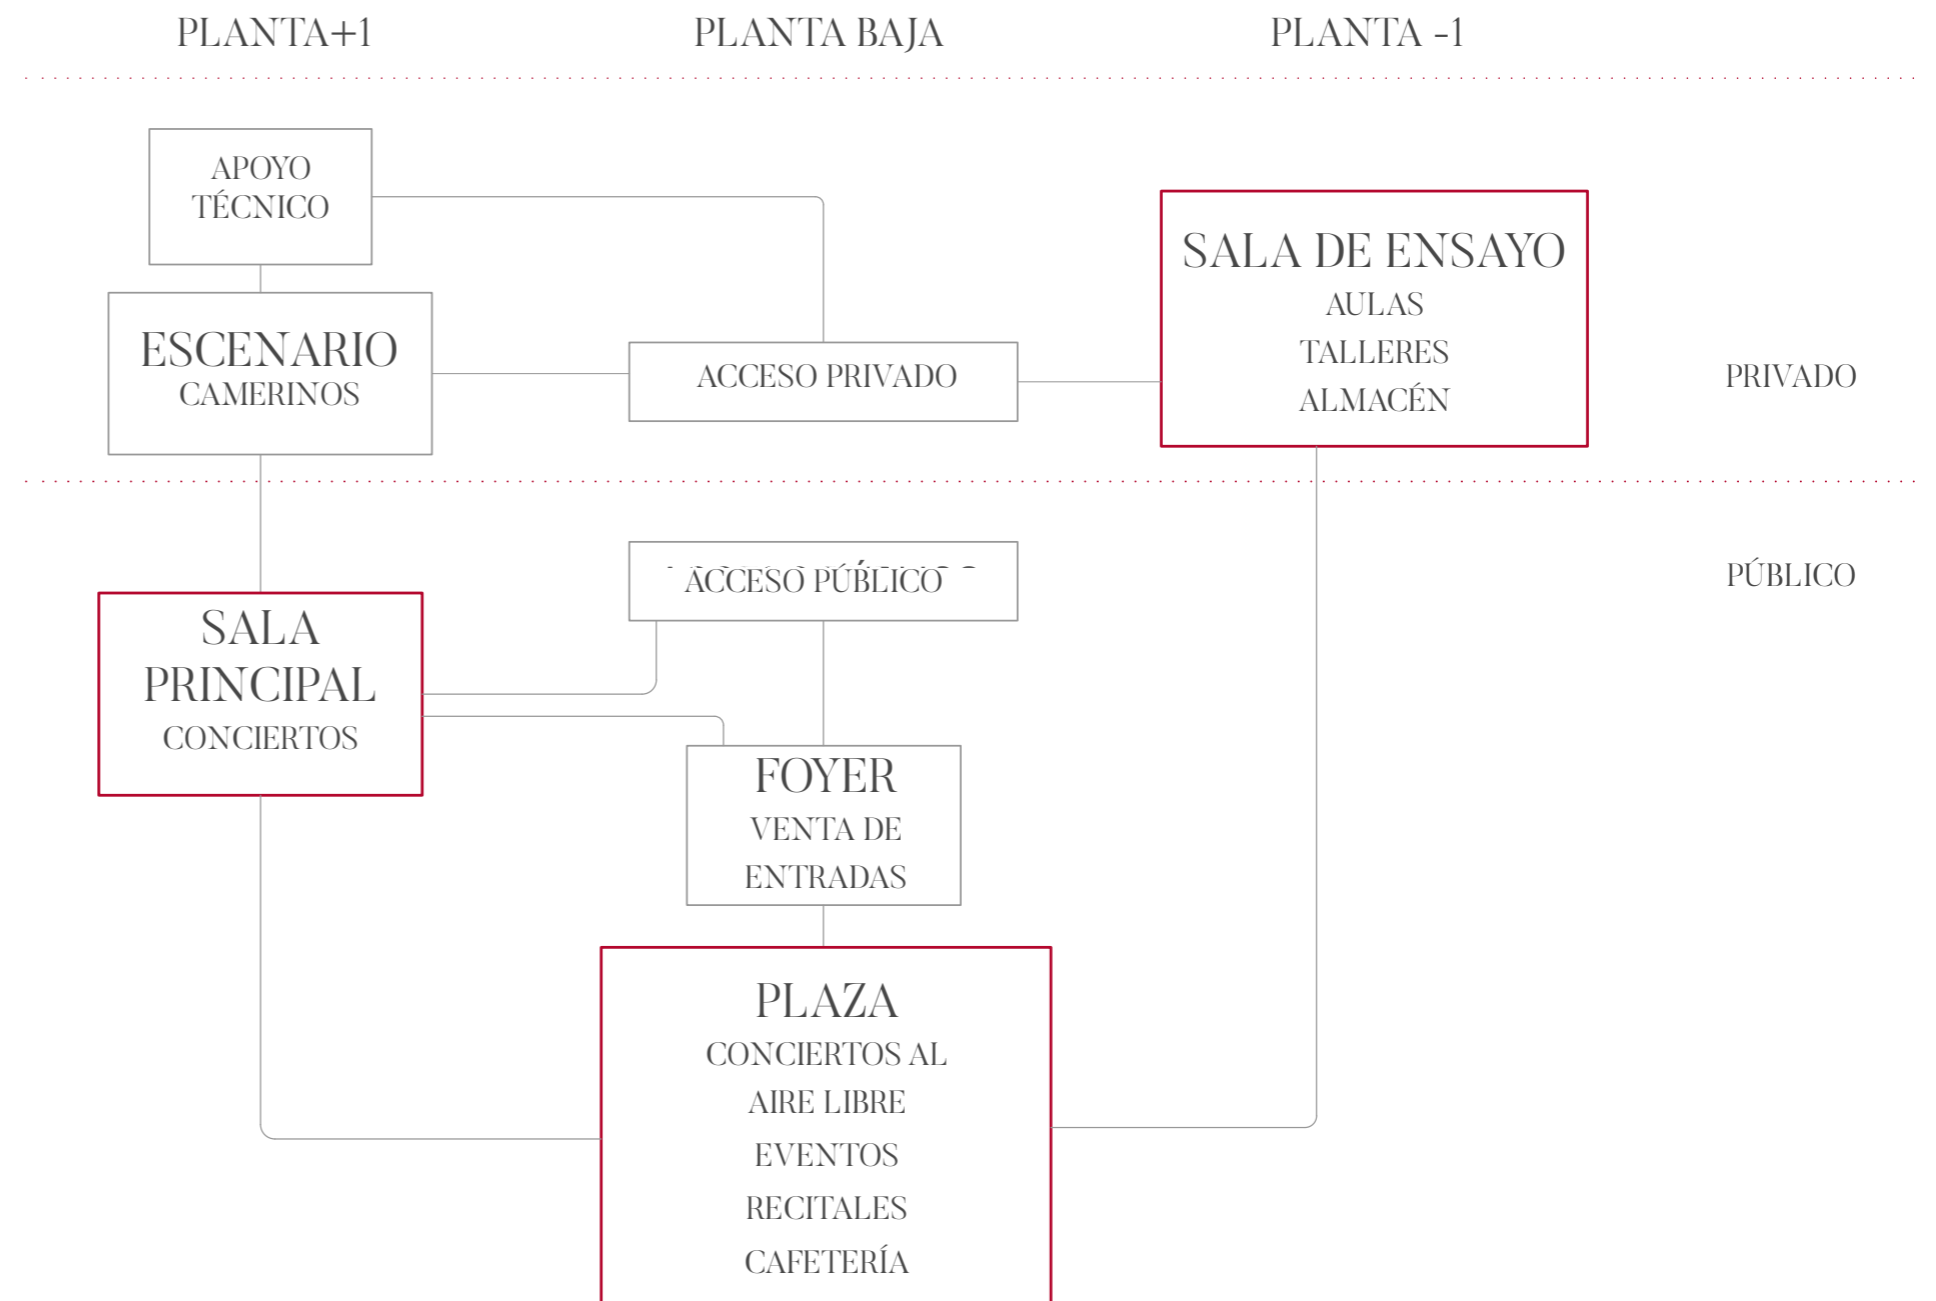 PLANTA+1
PLANTA BAJA
PLANTA -1
APOYO
TÉCNICO
ESCENARIO
CAMERINOS
ACCESO PRIVADO
SALA DE ENSAYO
AULAS
TALLERES
ALMACÉN
PRIVADO
ACCESO PÚBLICO
PÚBLICO
SALA
PRINCIPAL
CONCIERTOS
FOYER
VENTA DE
ENTRADAS
PLAZA
CONCIERTOS AL
AIRE LIBRE
EVENTOS
RECITALES
CAFETERÍA